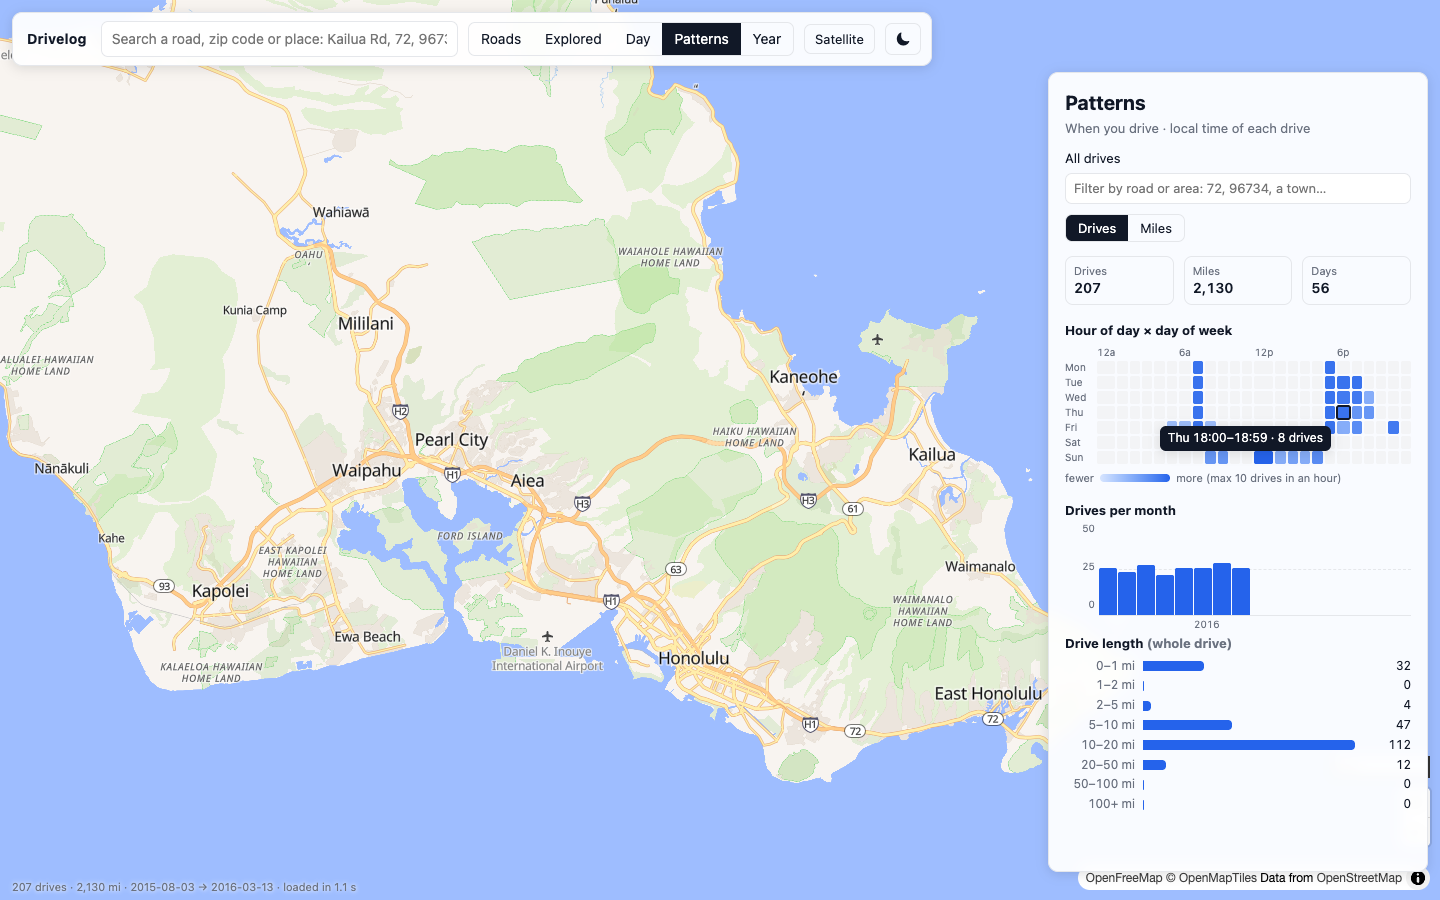 Drivelog
Search a road, zip code or place: Kailua Rd, 72, 967
Roads
Explored
Day
Patterns
Year
Satellite
Wahiawā
OAHU
WAIAHOLE HAWAIIAN
HOME LAND
Kunia Camp
Mililani
ALUALEI HAWAIIAN
HOME LAND
Kaneohe
H2
HAIKU HAWAIIAN
HOME LAND
Pearl City
Kailua
Nānākuli
Waipahu
H1
Aiea
H3
H3
61
Kahe
FORD ISLAND
EAST KAPOLEI
HAWAIIAN
HOME LAND
63
Waimanalo
93
Kapolei
H1
WAIMANALO
HAWAIIAN
HOME LAND
Ewa Beach
Daniel K. Inouye
International Airport
KALAELOA HAWAIIAN
HOME LAND
Honolulu
East Honolulu
H1
72
72
207 drives · 2,130 mi · 2015-08-03 → 2016-03-13 · loaded in 1.1 s
Patterns
When you drive · local time of each drive
All drives
Filter by road or area: 72, 96734, a town...
Drives
Miles
Drives
207
Miles
2,130
Days
56
Hour of day × day of week
12a 6a 12p 6p
Mon
Tue
Wed
Thu
Fri
Sat
Sun
Thu 18:00–18:59 · 8 drives
fewer
more (max 10 drives in an hour)
Drives per month
50
25
0
2016
Drive length (whole drive)
0–1 mi 32
1–2 mi 0
2–5 mi 4
5–10 mi 47
10–20 mi 112
20–50 mi 12
50–100 mi 0
100+ mi 0
OpenFreeMap © OpenMapTiles Data from OpenStreetMap